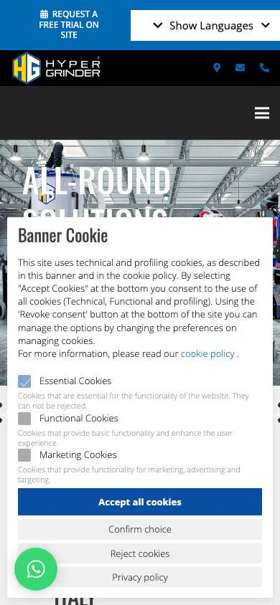 REQUEST A
FREE TRIAL ON
SITE
Show Languages
HG HYPER
GRINDER
ALL-ROUND
SOLUTIONS
Banner Cookie
This site uses technical and profiling cookies, as described
in this banner and in the cookie policy. By selecting
"Accept Cookies" at the bottom you consent to the use of
all cookies (Technical, Functional and profiling). Using the
'Revoke consent' button at the bottom of the site you can
manage the options by changing the preferences on
managing cookies.
For more information, please read our cookie policy .
Essential Cookies
Cookies that are essential for the functionality of the website. They
can not be rejected.
Functional Cookies
Cookies that provide basic functionality and enhance the user
experience.
Marketing Cookies
Cookies that provide functionality for marketing, advertising and
targeting.
Accept all cookies
Confirm choice
Reject cookies
Privacy policy